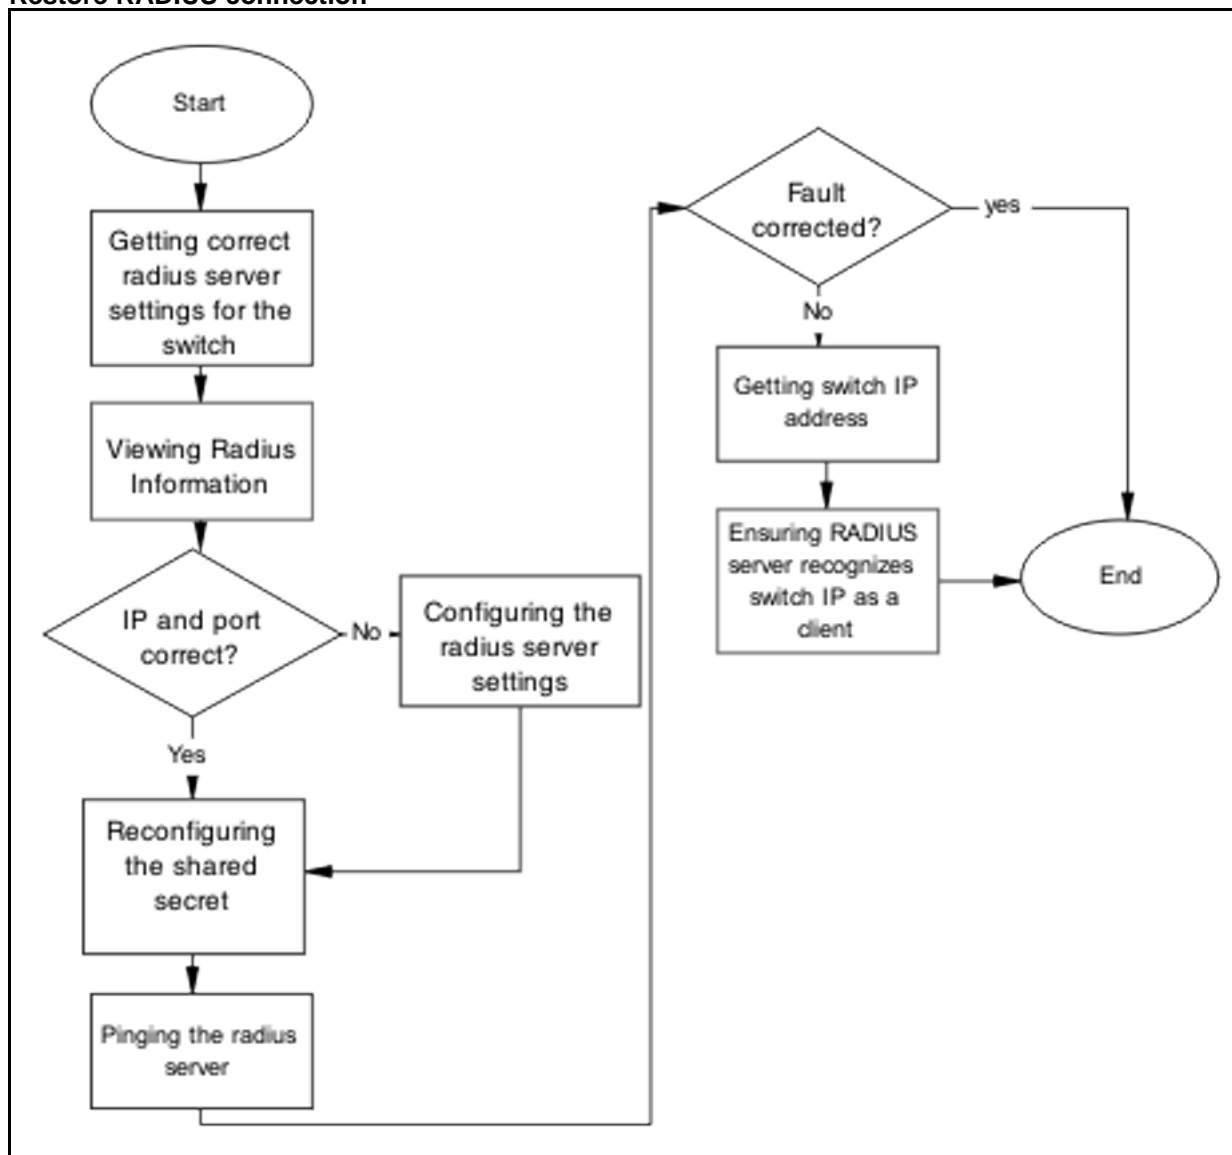 Restore RADIUS connection
Start
Getting correct
radius server
settings for the
switch
Viewing Radius
Information
IP and port
correct?
No
Configuring the
radius server
settings
Yes
Reconfiguring
the shared
secret
Pinging the radius
server
Fault
corrected?
yes
No
Getting switch IP
address
Ensuring RADIUS
server recognizes
switch IP as a
client
End